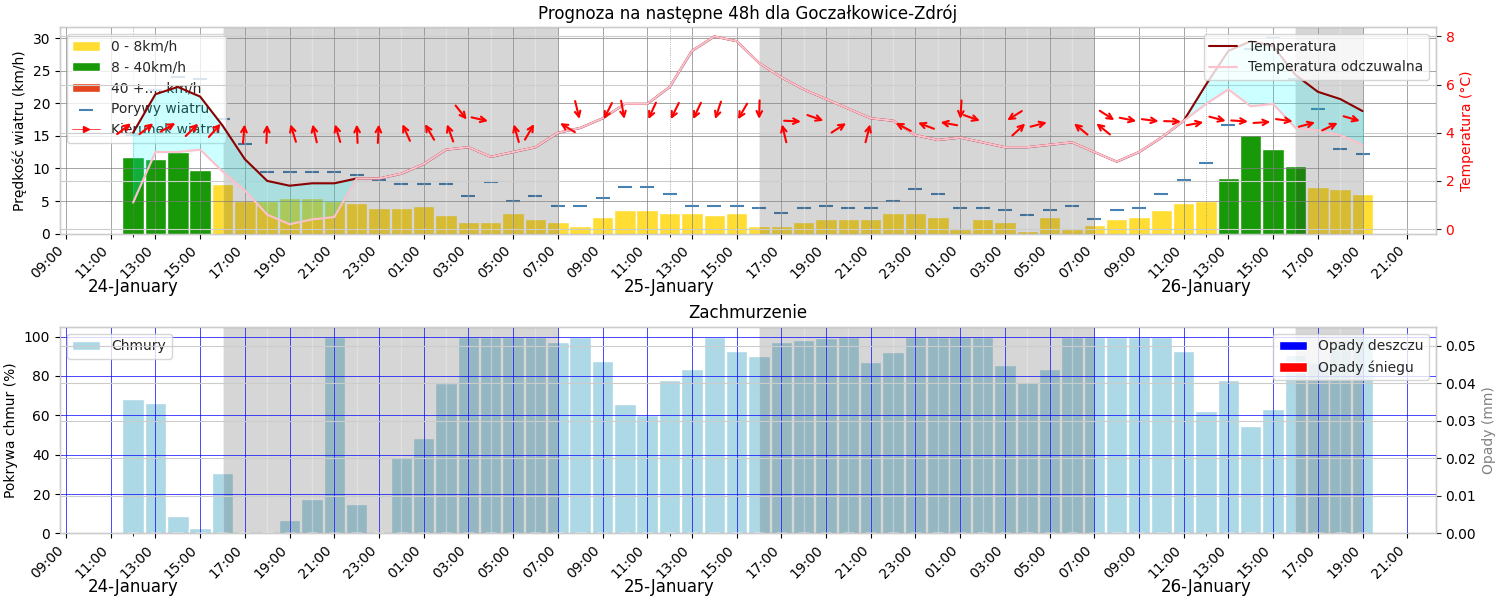 Prognoza na następne 48h dla Goczałkowice-Zdrój
Prędkość wiatru (km/h)
30
25
20
15
10
5
0
0 - 8km/h
8 - 40km/h
40 +... km/h
Porywy wiatru
Kierunek wiatru
Temperatura
Temperatura odczuwalna
8
6
4
2
0
Temperatura (°C)
09:00 11:00 13:00 15:00 17:00 19:00 21:00 23:00 01:00 03:00 05:00 07:00 09:00 11:00 13:00 15:00 17:00 19:00 21:00 23:00 01:00 03:00 05:00 07:00 09:00 11:00 13:00 15:00 17:00 19:00 21:00
24-January 25-January 26-January
Zachmurzenie
Pokrywa chmur (%)
100
80
60
40
20
0
Chmury
Opady deszczu
Opady śniegu
0.05
0.04
0.03
0.02
0.01
0.00
Opady (mm)
09:00 11:00 13:00 15:00 17:00 19:00 21:00 23:00 01:00 03:00 05:00 07:00 09:00 11:00 13:00 15:00 17:00 19:00 21:00 23:00 01:00 03:00 05:00 07:00 09:00 11:00 13:00 15:00 17:00 19:00 21:00
24-January 25-January 26-January